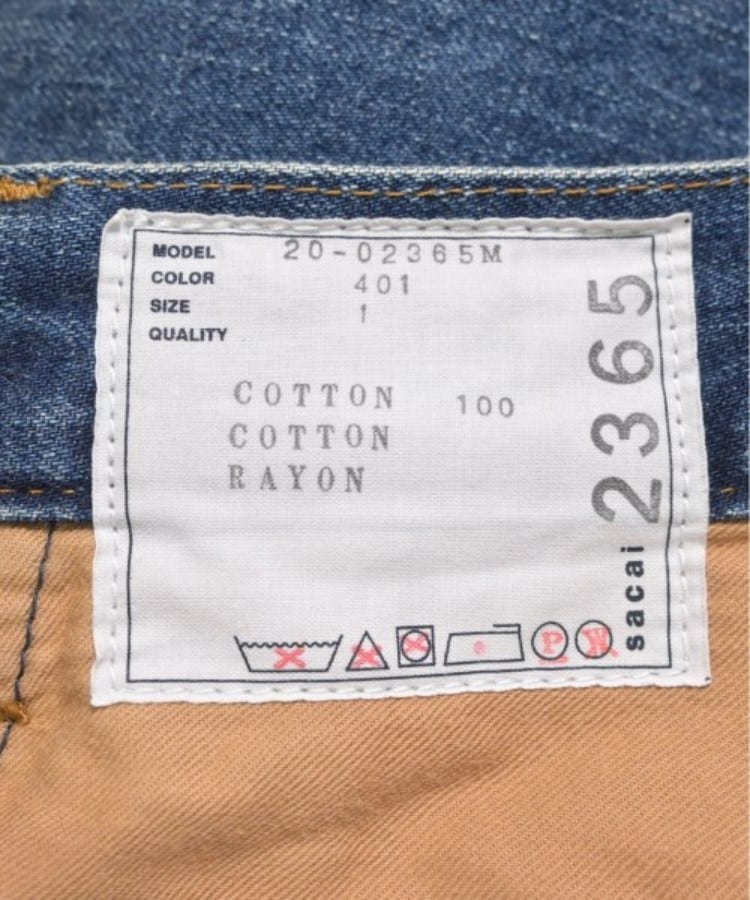 MODEL 20-02365M
COLOR 401
SIZE 1
QUALITY
COTTON 100
COTTON
RAYON
P W
sacai 2365